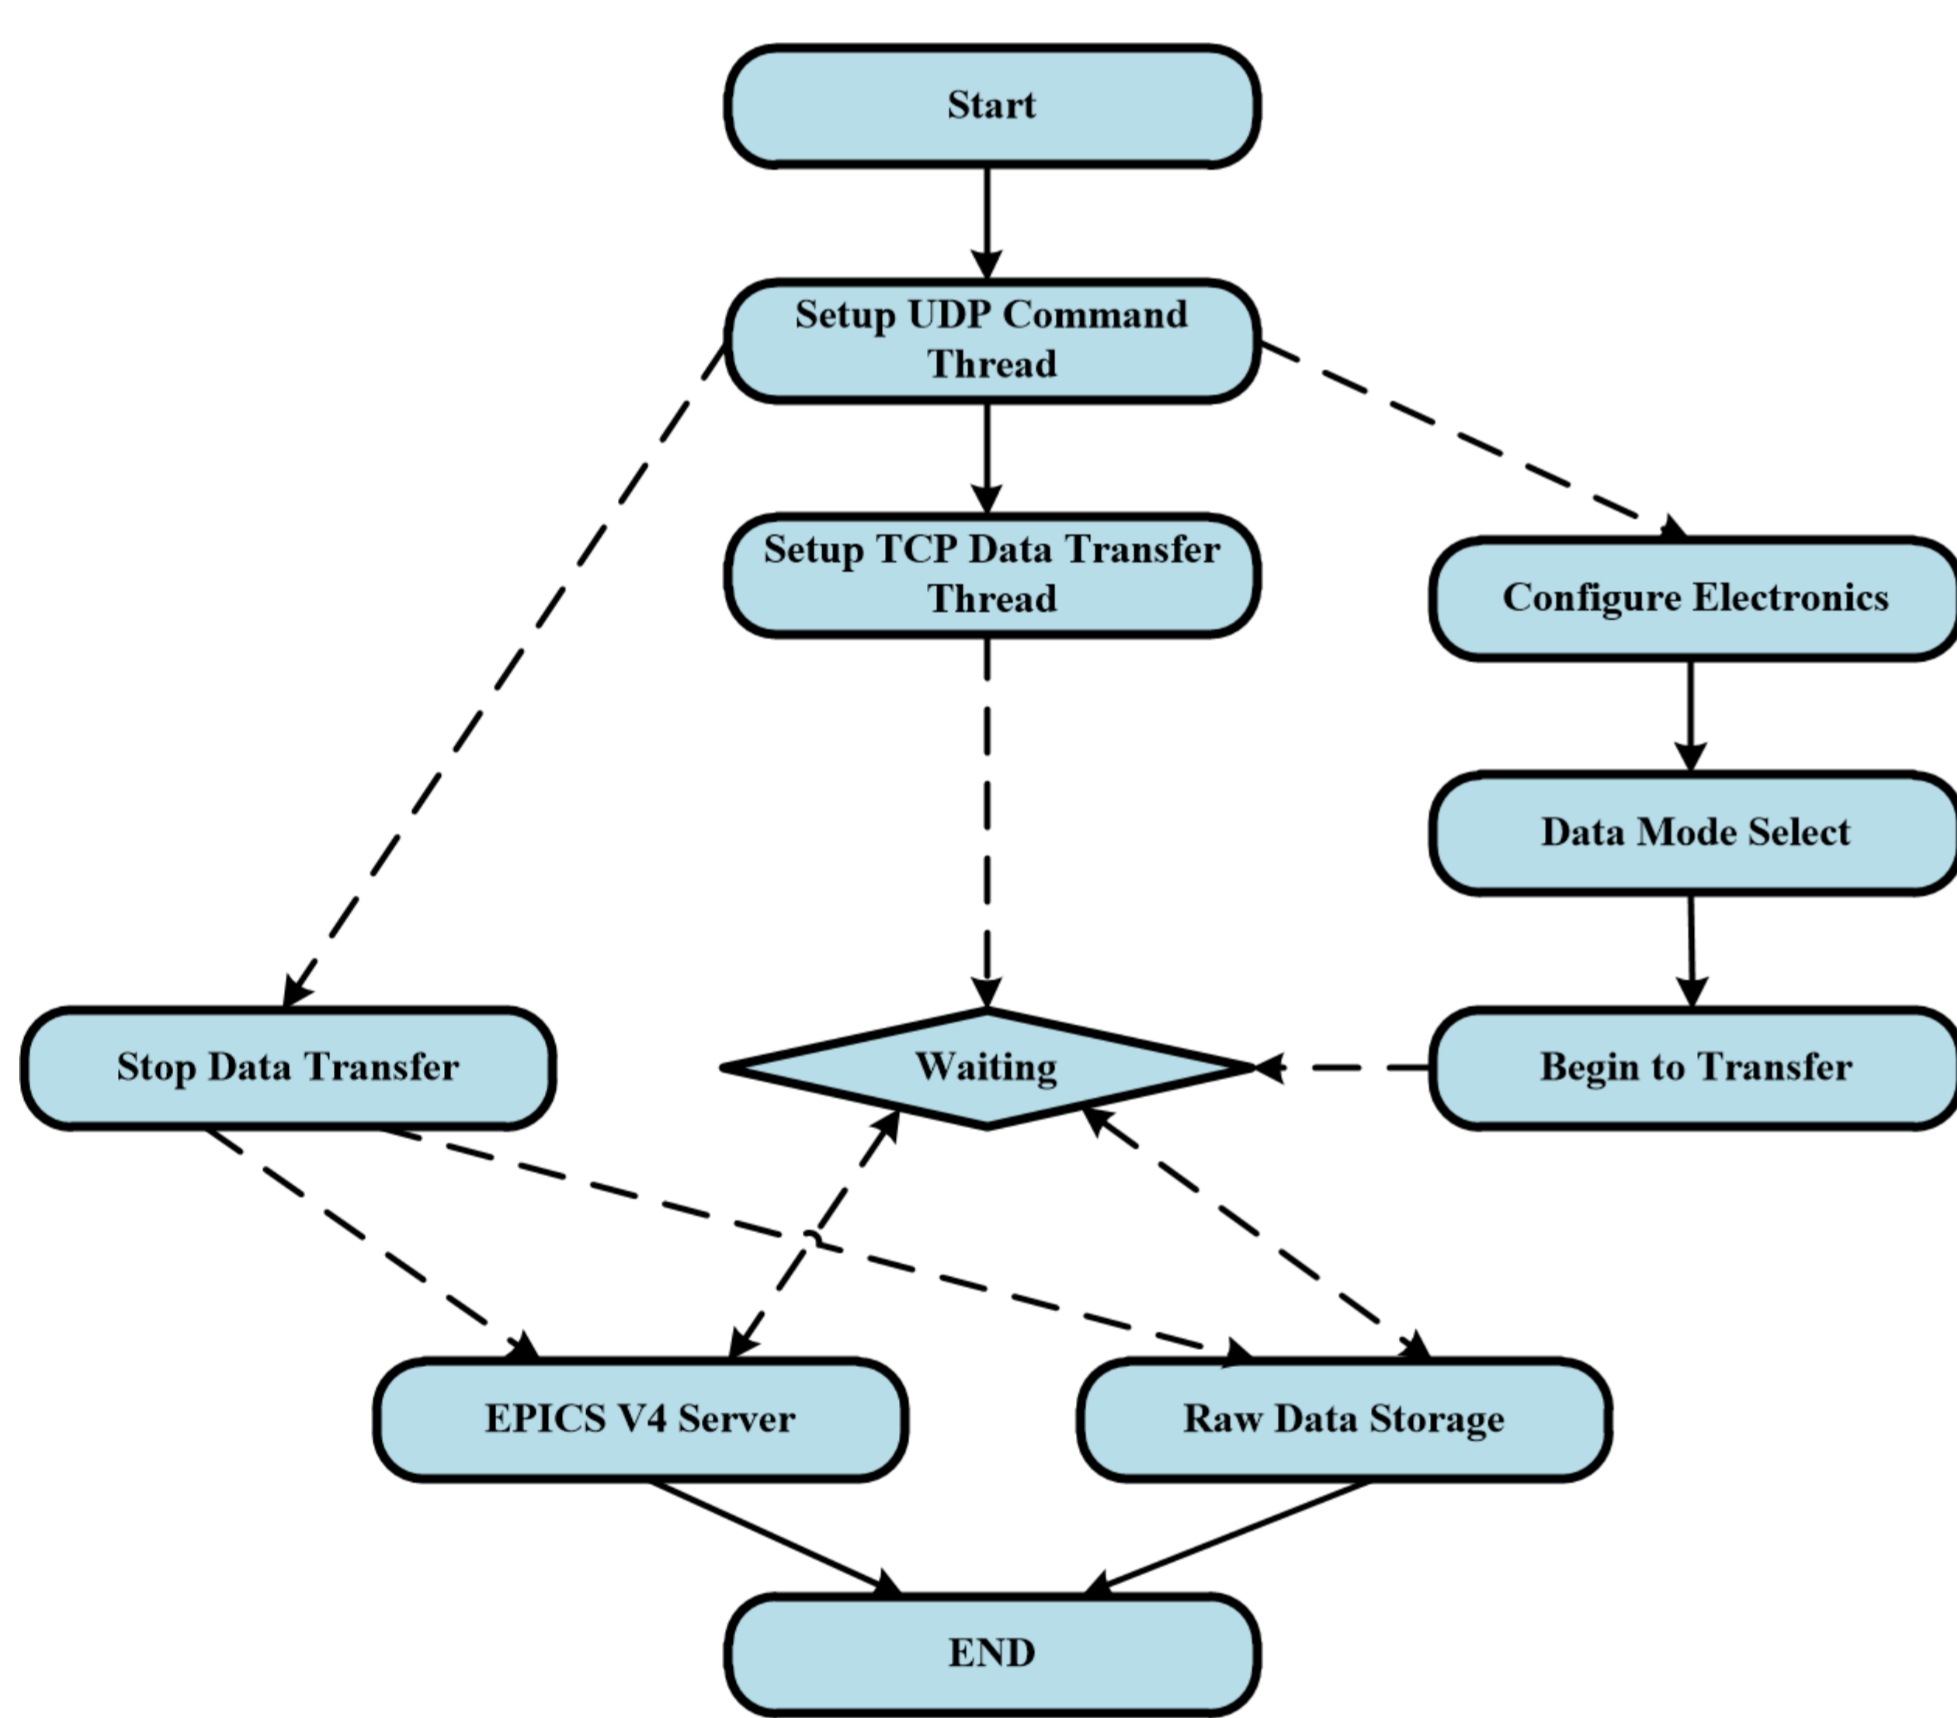 Start
Setup UDP Command
Thread
Setup TCP Data Transfer
Thread
Configure Electronics
Data Mode Select
Stop Data Transfer
Waiting
Begin to Transfer
EPICS V4 Server
Raw Data Storage
END